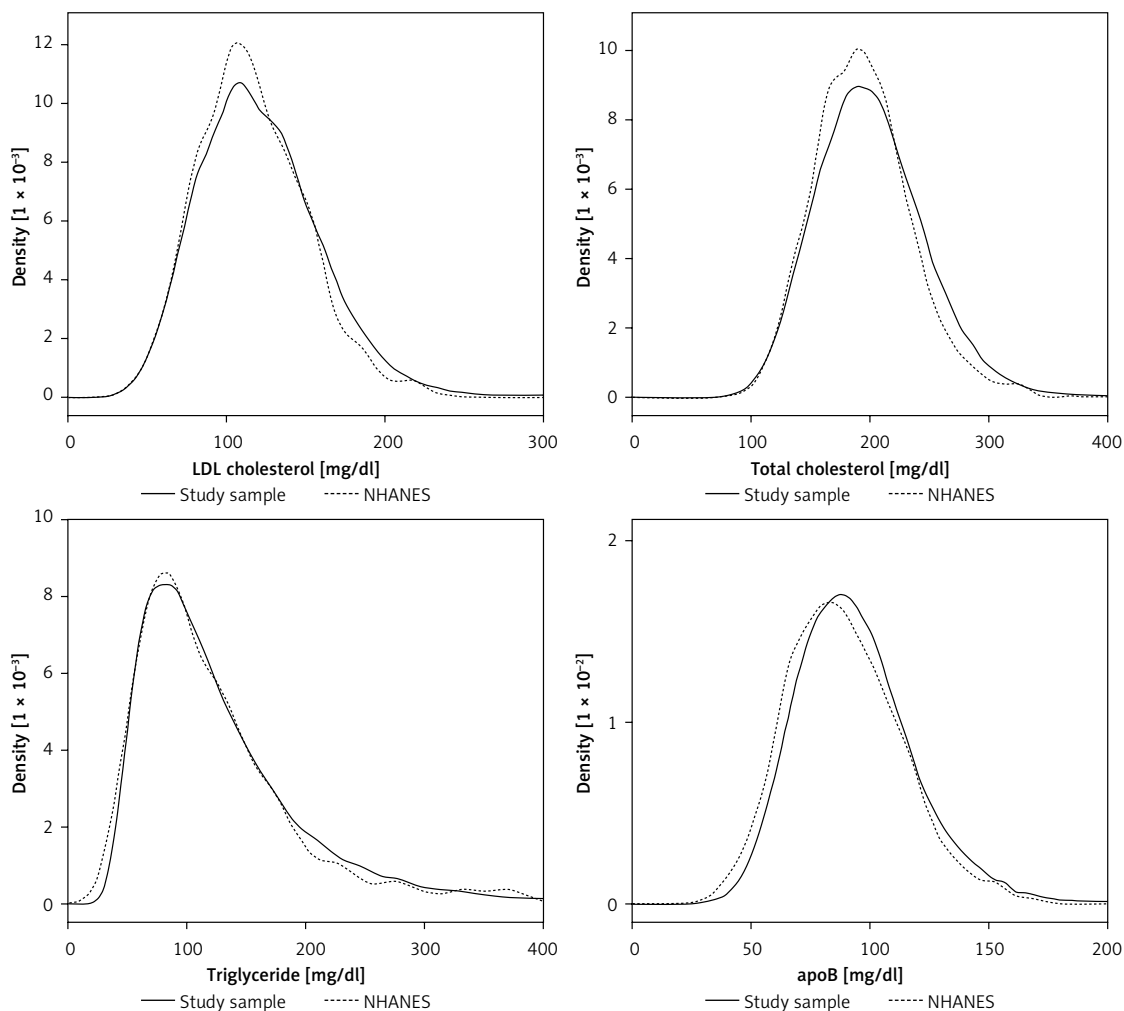 Density [1 × 10⁻³]
12
10
8
6
4
2
0
0 100 200 300
LDL cholesterol [mg/dl]
Study sample NHANES
Density [1 × 10⁻³]
10
8
6
4
2
0
0 100 200 300 400
Total cholesterol [mg/dl]
Study sample NHANES
Density [1 × 10⁻³]
10
8
6
4
2
0
0 100 200 300 400
Triglyceride [mg/dl]
Study sample NHANES
Density [1 × 10⁻²]
2
1
0
0 50 100 150 200
apoB [mg/dl]
Study sample NHANES